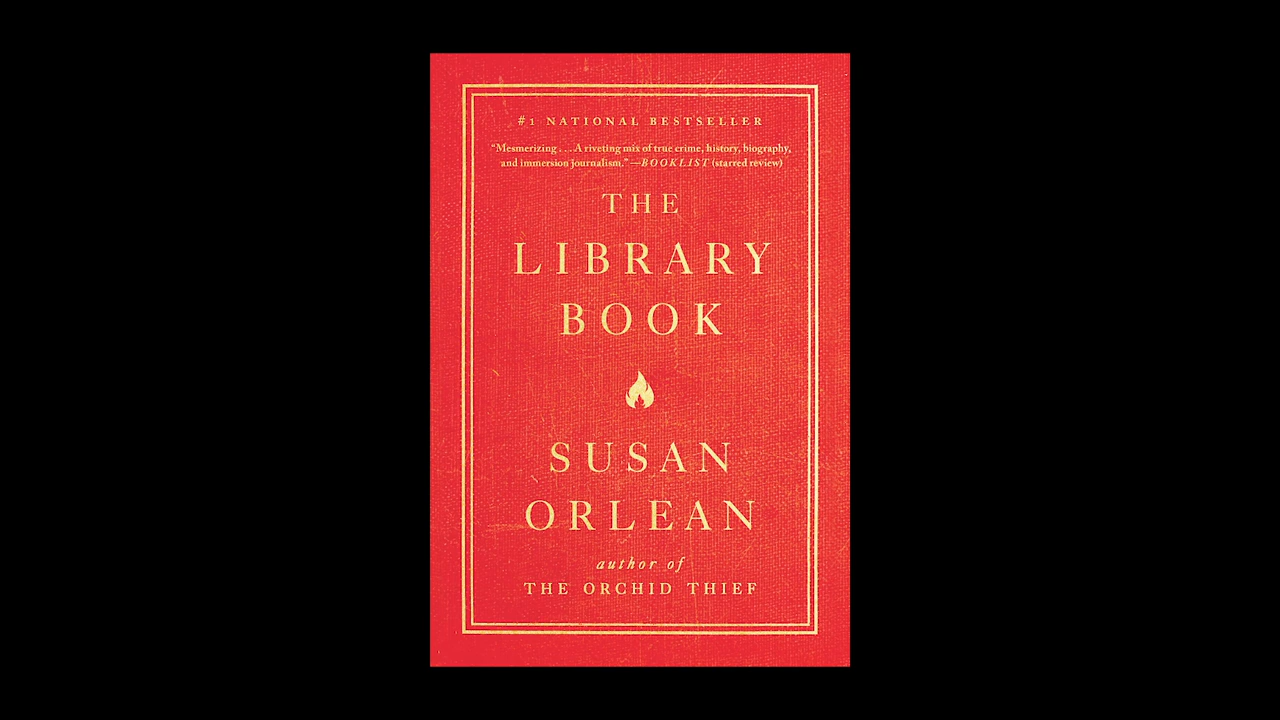 #1 NATIONAL BESTSELLER
“Mesmerizing . . . . A riveting mix of true crime, history, biography,
and immersion journalism.” —BOOKLIST (starred review)
THE
LIBRARY
BOOK
SUSAN
ORLEAN
author of
THE ORCHID THIEF